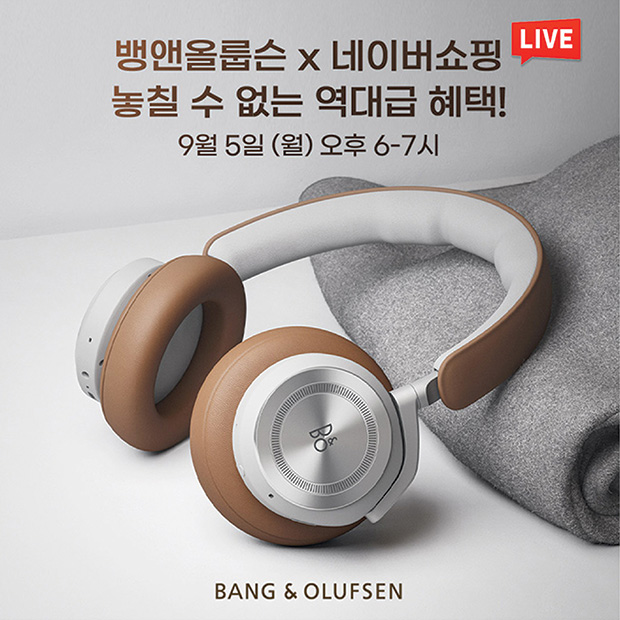 뱅앤올룹슨 x 네이버쇼핑 LIVE
놓칠 수 없는 역대급 혜택!
9월 5일 (월) 오후 6-7시
B&O
BANG & OLUFSEN